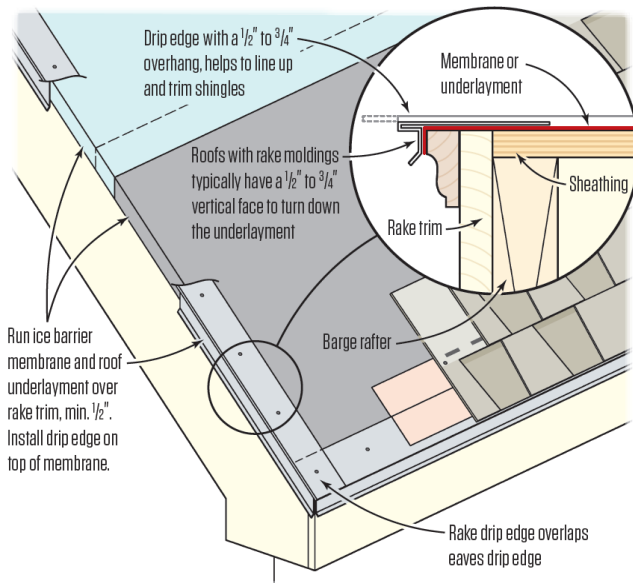 Drip edge with a 1/2" to 3/4"
overhang, helps to line up
and trim shingles
Membrane or
underlayment
Roofs with rake moldings
typically have a 1/2" to 3/4"
vertical face to turn down
the underlayment
Sheathing
Rake trim
Barge rafter
Run ice barrier
membrane and roof
underlayment over
rake trim, min. 1/2".
Install drip edge on
top of membrane.
Rake drip edge overlaps
eaves drip edge